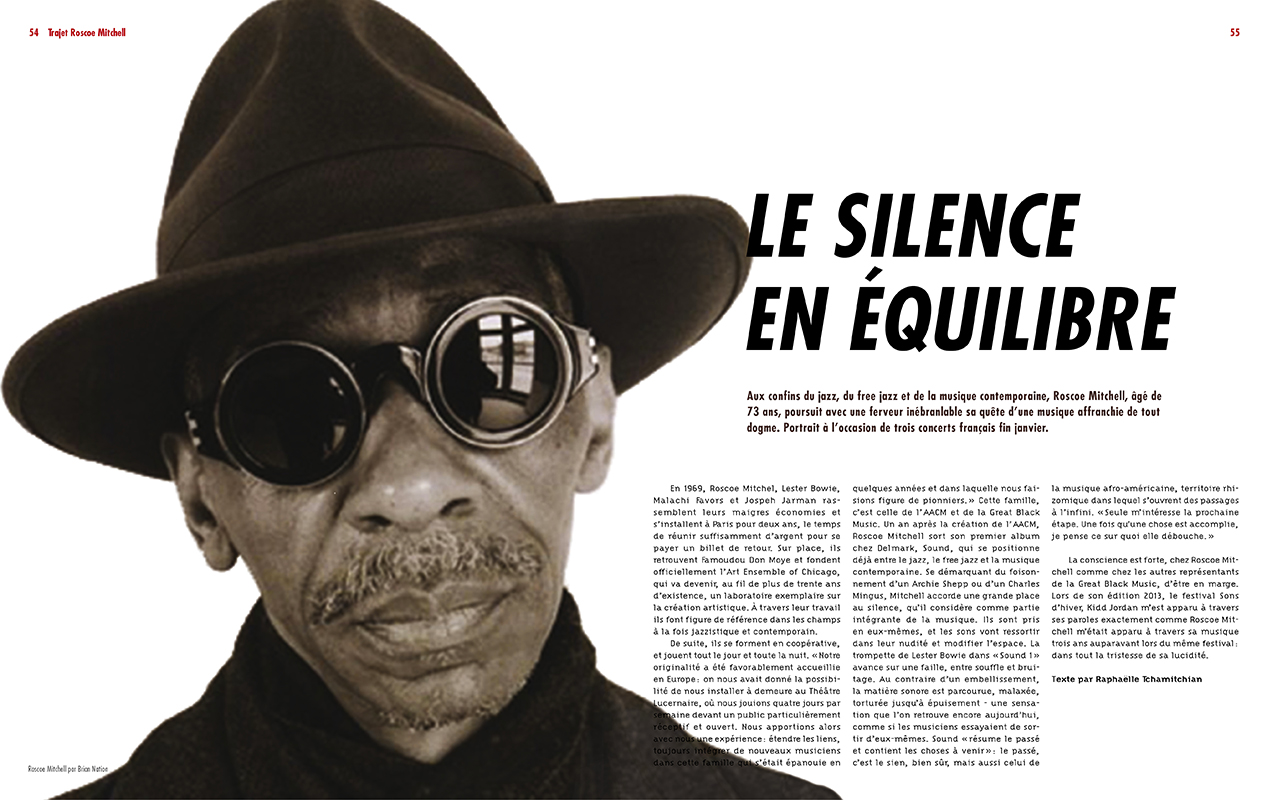 54 Trajet Roscoe Mitchell
55
LE SILENCE
EN ÉQUILIBRE
Aux confins du jazz, du free jazz et de la musique contemporaine, Roscoe Mitchell, âgé de
73 ans, poursuit avec une ferveur inébranlable sa quête d'une musique affranchie de tout
dogme. Portrait à l'occasion de trois concerts français fin janvier.
En 1969, Roscoe Mitchel, Lester Bowie,
Malachi Favors et Jospeh Jarman ras-
semblent leurs maigres économies et
s'installent à Paris pour deux ans, le temps
de réunir suffisamment d'argent pour se
payer un billet de retour. Sur place, ils
retrouvent Famoudou Don Moye et fondent
officiellement l'Art Ensemble of Chicago,
qui va devenir, au fil de plus de trente ans
d'existence, un laboratoire exemplaire sur
la création artistique. À travers leur travail
ils font figure de référence dans les champs
à la fois jazzistique et contemporain.
De suite, ils se forment en coopérative,
et jouent tout le jour et toute la nuit. « Notre
originalité a été favorablement accueillie
en Europe : on nous avait donné la possibi-
lité de nous installer à demeure au Théâtre
Lucernaire, où nous jouions quatre jours par
semaine devant un public particulièrement
réceptif et ouvert. Nous apportions alors
avec nous une expérience : étendre les liens,
toujours intégrer de nouveaux musiciens
dans cette famille qui s'était épanouie en
quelques années et dans laquelle nous fai-
sions figure de pionniers. » Cette famille,
c'est celle de l'AACM et de la Great Black
Music. Un an après la création de l'AACM,
Roscoe Mitchell sort son premier album
chez Delmark, Sound, qui se positionne
déjà entre le jazz, le free jazz et la musique
contemporaine. Se démarquant du foison-
nement d'un Archie Shepp ou d'un Charles
Mingus, Mitchell accorde une grande place
au silence, qu'il considère comme partie
intégrante de la musique. Ils sont pris
en eux-mêmes, et les sons vont ressortir
dans leur nudité et modifier l'espace. La
trompette de Lester Bowie dans « Sound 1 »
avance sur une faille, entre souffle et brui-
tage. Au contraire d'un embellissement,
la matière sonore est parcourue, malaxée,
torturée jusqu'à épuisement - une sensa-
tion que l'on retrouve encore aujourd'hui,
comme si les musiciens essayaient de sor-
tir d'eux-mêmes. Sound « résume le passé
et contient les choses à venir » : le passé,
c'est le sien, bien sûr, mais aussi celui de
la musique afro-américaine, territoire rhi-
zomique dans lequel s'ouvrent des passages
à l'infini. « Seule m'intéresse la prochaine
étape. Une fois qu'une chose est accomplie,
je pense ce sur quoi elle débouche. »
La conscience est forte, chez Roscoe Mit-
chell comme chez les autres représentants
de la Great Black Music, d'être en marge.
Lors de son édition 2013, le festival Sons
d'hiver, Kidd Jordan m'est apparu à travers
ses paroles exactement comme Roscoe Mit-
chell m'était apparu à travers sa musique
trois ans auparavant lors du même festival :
dans tout la tristesse de sa lucidité.
Texte par Raphaëlle Tchamitchian
Roscoe Mitchell par Brian Nation